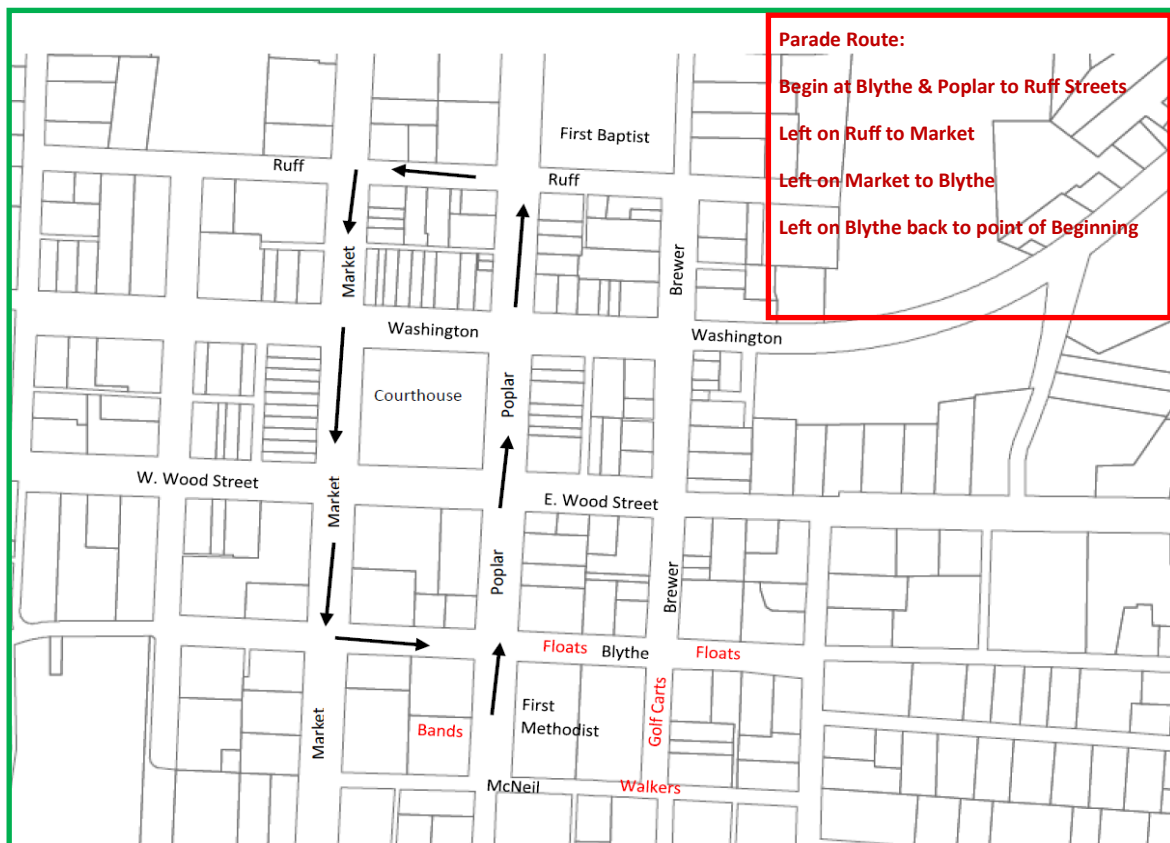 Parade Route:
Begin at Blythe & Poplar to Ruff Streets
Left on Ruff to Market
Left on Market to Blythe
Left on Blythe back to point of Beginning
First Baptist
Ruff
Ruff
Market
Brewer
Washington
Washington
Courthouse
Poplar
W. Wood Street
Market
E. Wood Street
Poplar
Brewer
Floats
Blythe
Floats
Market
Bands
First
Methodist
Golf Carts
McNeil
Walkers